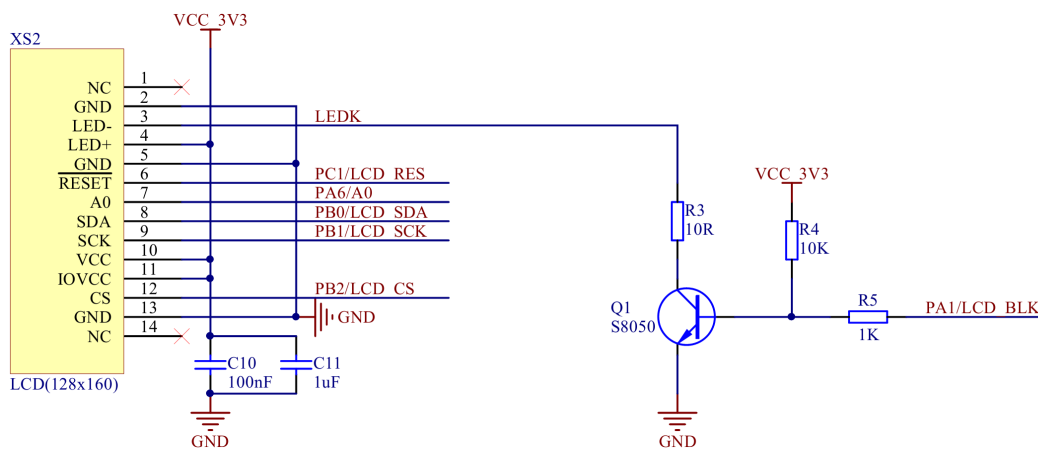 VCC_3V3
XS2
NC 1
GND 2
LED- 3 LEDK
LED+ 4
GND 5
RESET 6 PC1/LCD_RES
A0 7 PA6/A0
SDA 8 PB0/LCD_SDA
SCK 9 PB1/LCD_SCK
VCC 10
IOVCC 11
CS 12 PB2/LCD_CS
GND 13 GND
NC 14
LCD(128x160)
C10
100nF
C11
1uF
GND
VCC_3V3
R3
10R
R4
10K
Q1
S8050
R5
1K
PA1/LCD_BLK
GND